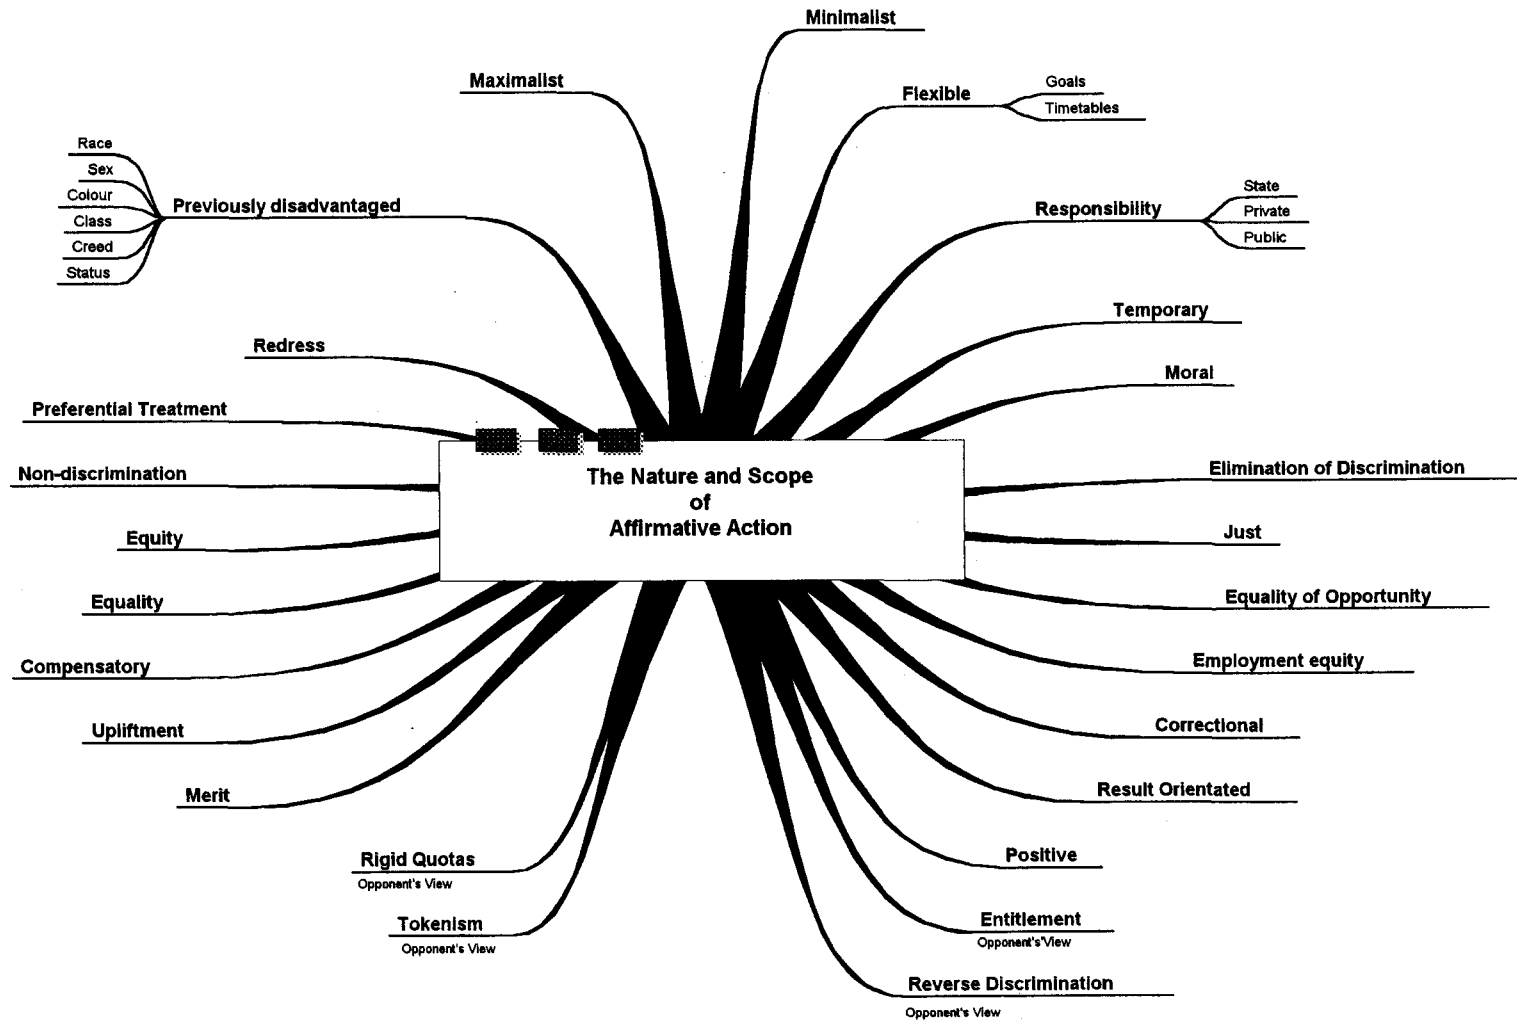 Minimalist
Maximalist
Flexible
Goals
Timetables
Race
Sex
Colour
Class
Creed
Status
Previously disadvantaged
Responsibility
State
Private
Public
Temporary
Redress
Moral
Preferential Treatment
Non-discrimination
The Nature and Scope
of
Affirmative Action
Elimination of Discrimination
Equity
Just
Equality
Equality of Opportunity
Compensatory
Employment equity
Upliftment
Correctional
Merit
Result Orientated
Rigid Quotas
Opponent's View
Positive
Tokenism
Opponent's View
Entitlement
Opponent's View
Reverse Discrimination
Opponent's View